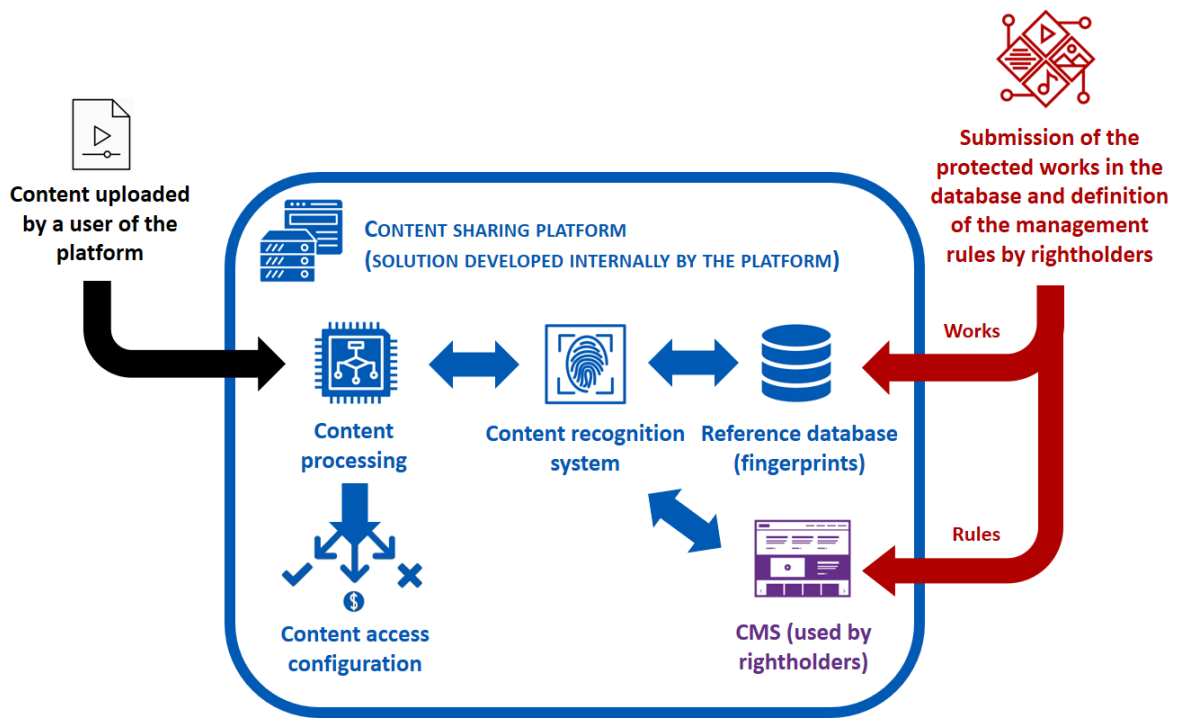 Content uploaded
by a user of the
platform
CONTENT SHARING PLATFORM
(SOLUTION DEVELOPED INTERNALLY BY THE PLATFORM)
Submission of the
protected works in the
database and definition
of the management
rules by rightholders
Works
Content
processing
Content recognition
system
Reference database
(fingerprints)
Rules
$
Content access
configuration
CMS (used by
rightholders)